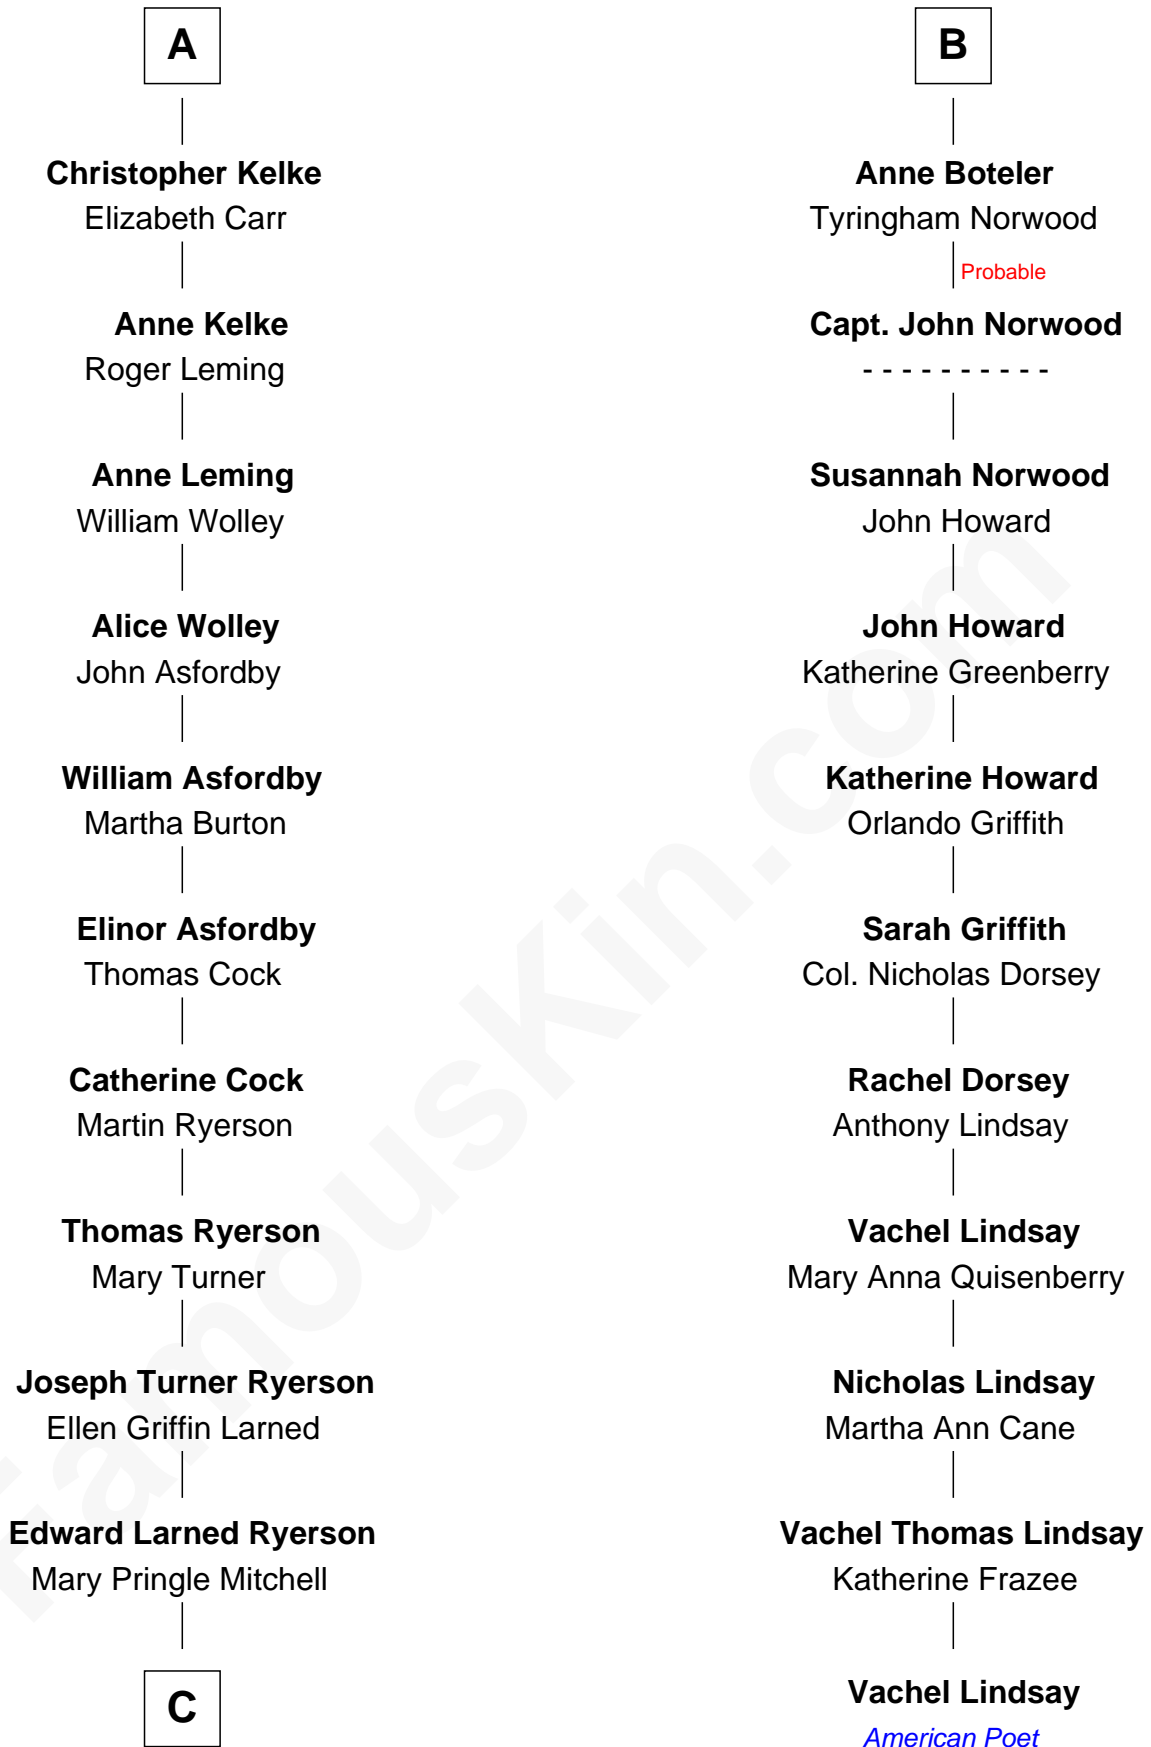 A
Christopher Kelke
Elizabeth Carr
Anne Kelke
Roger Leming
Anne Leming
William Wolley
Alice Wolley
John Asfordby
William Asfordby
Martha Burton
Elinor Asfordby
Thomas Cock
Catherine Cock
Martin Ryerson
Thomas Ryerson
Mary Turner
Joseph Turner Ryerson
Ellen Griffin Larned
Edward Larned Ryerson
Mary Pringle Mitchell
C
B
Anne Boteler
Tyringham Norwood
Probable
Capt. John Norwood
- - - - - - - - - -
Susannah Norwood
John Howard
John Howard
Katherine Greenberry
Katherine Howard
Orlando Griffith
Sarah Griffith
Col. Nicholas Dorsey
Rachel Dorsey
Anthony Lindsay
Vachel Lindsay
Mary Anna Quisenberry
Nicholas Lindsay
Martha Ann Cane
Vachel Thomas Lindsay
Katherine Frazee
Vachel Lindsay
American Poet
FamousKin.com